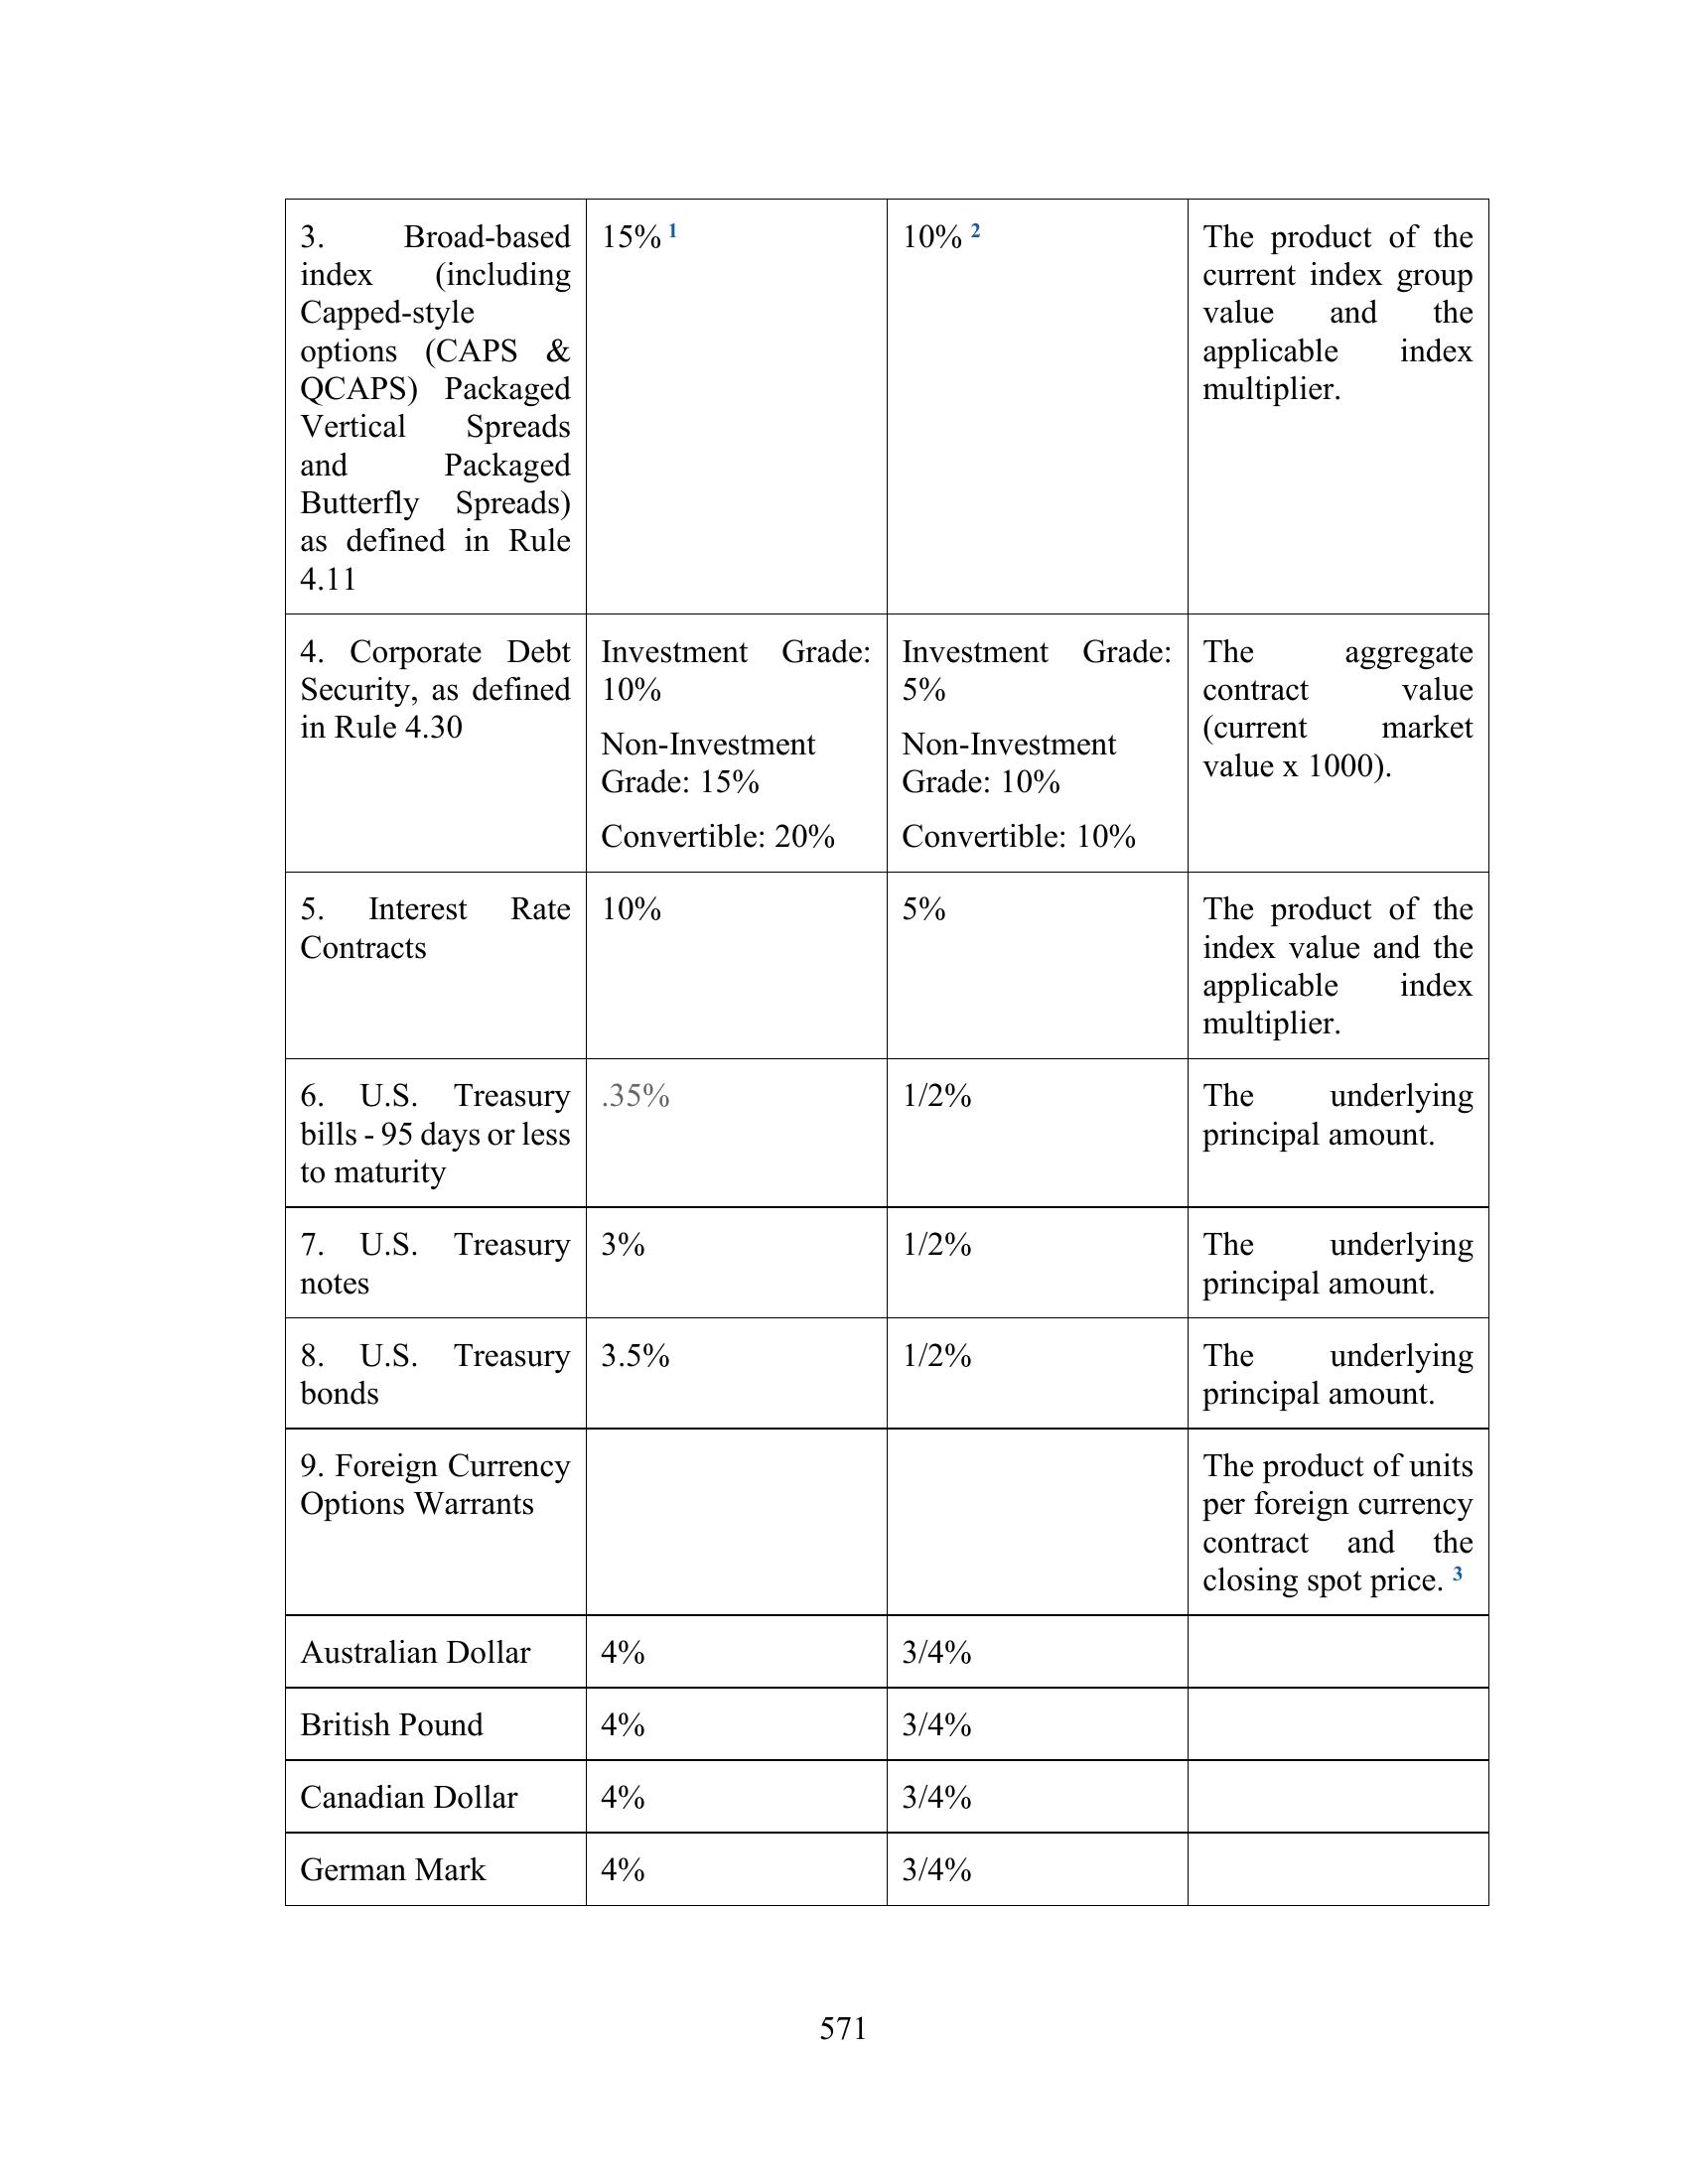 3. Broad-based
index (including
Capped-style
options (CAPS &
QCAPS) Packaged
Vertical Spreads
and Packaged
Butterfly Spreads)
as defined in Rule
4.11
15% 1
10% 2
The product of the
current index group
value and the
applicable index
multiplier.
4. Corporate Debt
Security, as defined
in Rule 4.30
Investment Grade:
10%
Non-Investment
Grade: 15%
Convertible: 20%
Investment Grade:
5%
Non-Investment
Grade: 10%
Convertible: 10%
The aggregate
contract value
(current market
value x 1000).
5. Interest Rate
Contracts
10%
5%
The product of the
index value and the
applicable index
multiplier.
6. U.S. Treasury
bills - 95 days or less
to maturity
.35%
1/2%
The underlying
principal amount.
7. U.S. Treasury
notes
3%
1/2%
The underlying
principal amount.
8. U.S. Treasury
bonds
3.5%
1/2%
The underlying
principal amount.
9. Foreign Currency
Options Warrants
The product of units
per foreign currency
contract and the
closing spot price. 3
Australian Dollar
4%
3/4%
British Pound
4%
3/4%
Canadian Dollar
4%
3/4%
German Mark
4%
3/4%
571